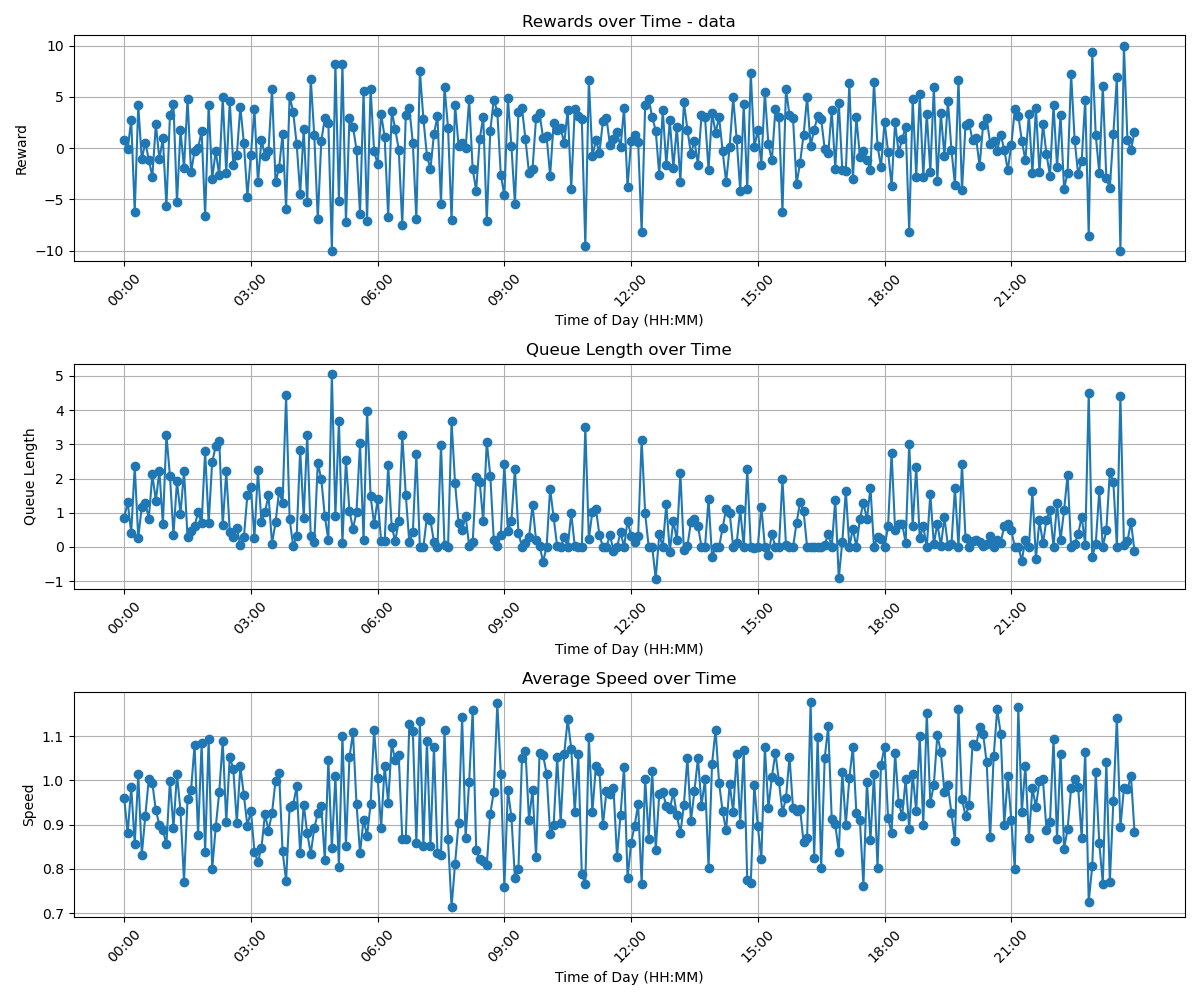 Rewards over Time - data
Reward
10
5
0
−5
−10
00:00 03:00 06:00 09:00 12:00 15:00 18:00 21:00
Time of Day (HH:MM)
Queue Length over Time
Queue Length
5
4
3
2
1
0
−1
00:00 03:00 06:00 09:00 12:00 15:00 18:00 21:00
Time of Day (HH:MM)
Average Speed over Time
Speed
1.1
1.0
0.9
0.8
0.7
00:00 03:00 06:00 09:00 12:00 15:00 18:00 21:00
Time of Day (HH:MM)